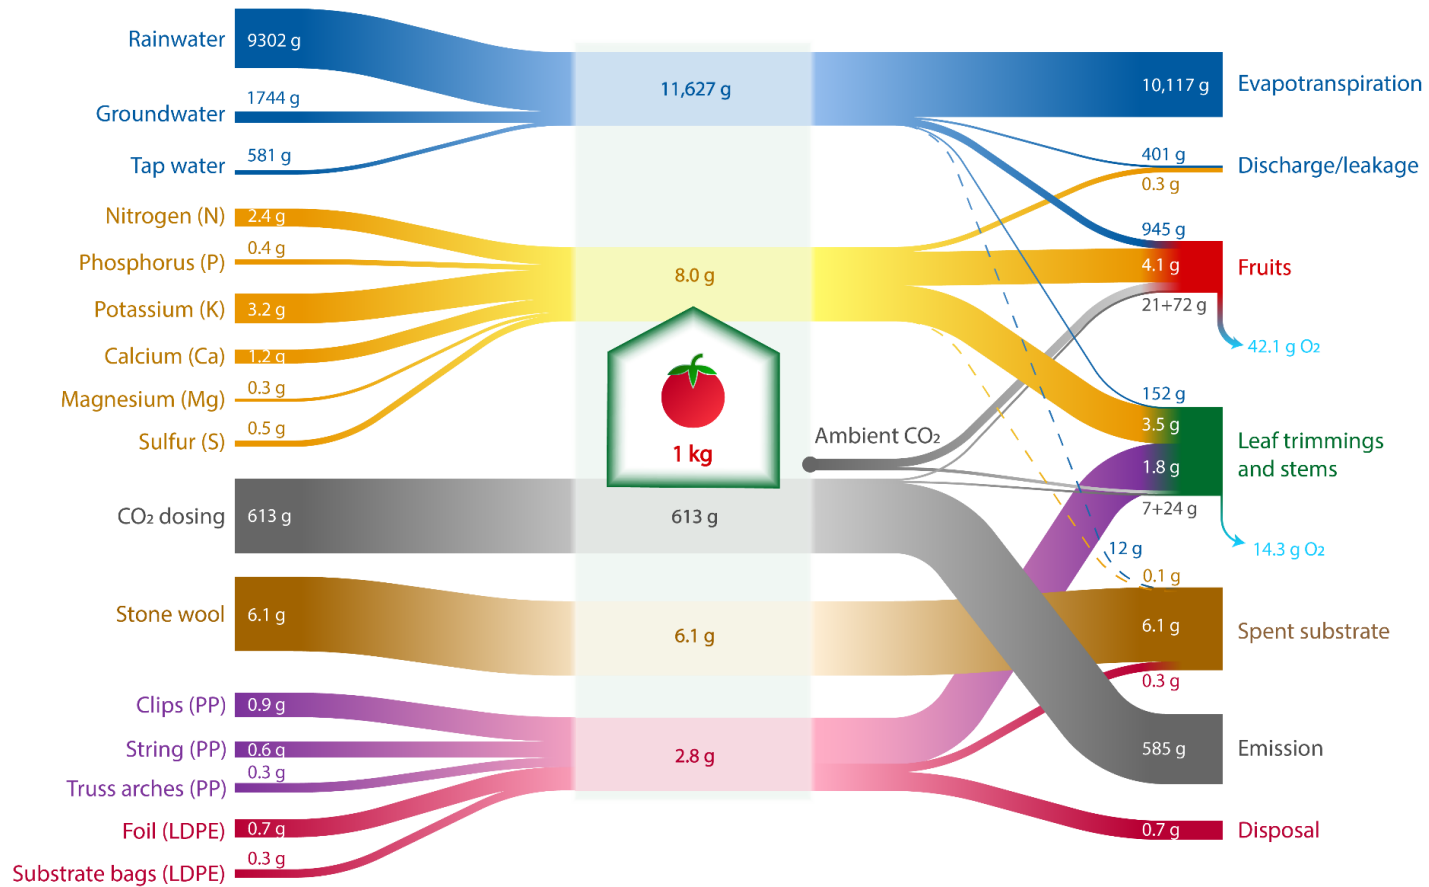 Rainwater
9302 g
Groundwater
1744 g
Tap water
581 g
Nitrogen (N)
2.4 g
Phosphorus (P)
0.4 g
Potassium (K)
3.2 g
Calcium (Ca)
1.2 g
Magnesium (Mg)
0.3 g
Sulfur (S)
0.5 g
CO₂ dosing
613 g
Stone wool
6.1 g
Clips (PP)
0.9 g
String (PP)
0.6 g
Truss arches (PP)
0.3 g
Foil (LDPE)
0.7 g
Substrate bags (LDPE)
0.3 g
11,627 g
8.0 g
1 kg
613 g
6.1 g
2.8 g
Ambient CO₂
10,117 g
Evapotranspiration
401 g
0.3 g
Discharge/leakage
945 g
4.1 g
21+72 g
Fruits
42.1 g O₂
152 g
3.5 g
1.8 g
7+24 g
Leaf trimmings
and stems
14.3 g O₂
12 g
0.1 g
6.1 g
0.3 g
Spent substrate
585 g
Emission
0.7 g
Disposal